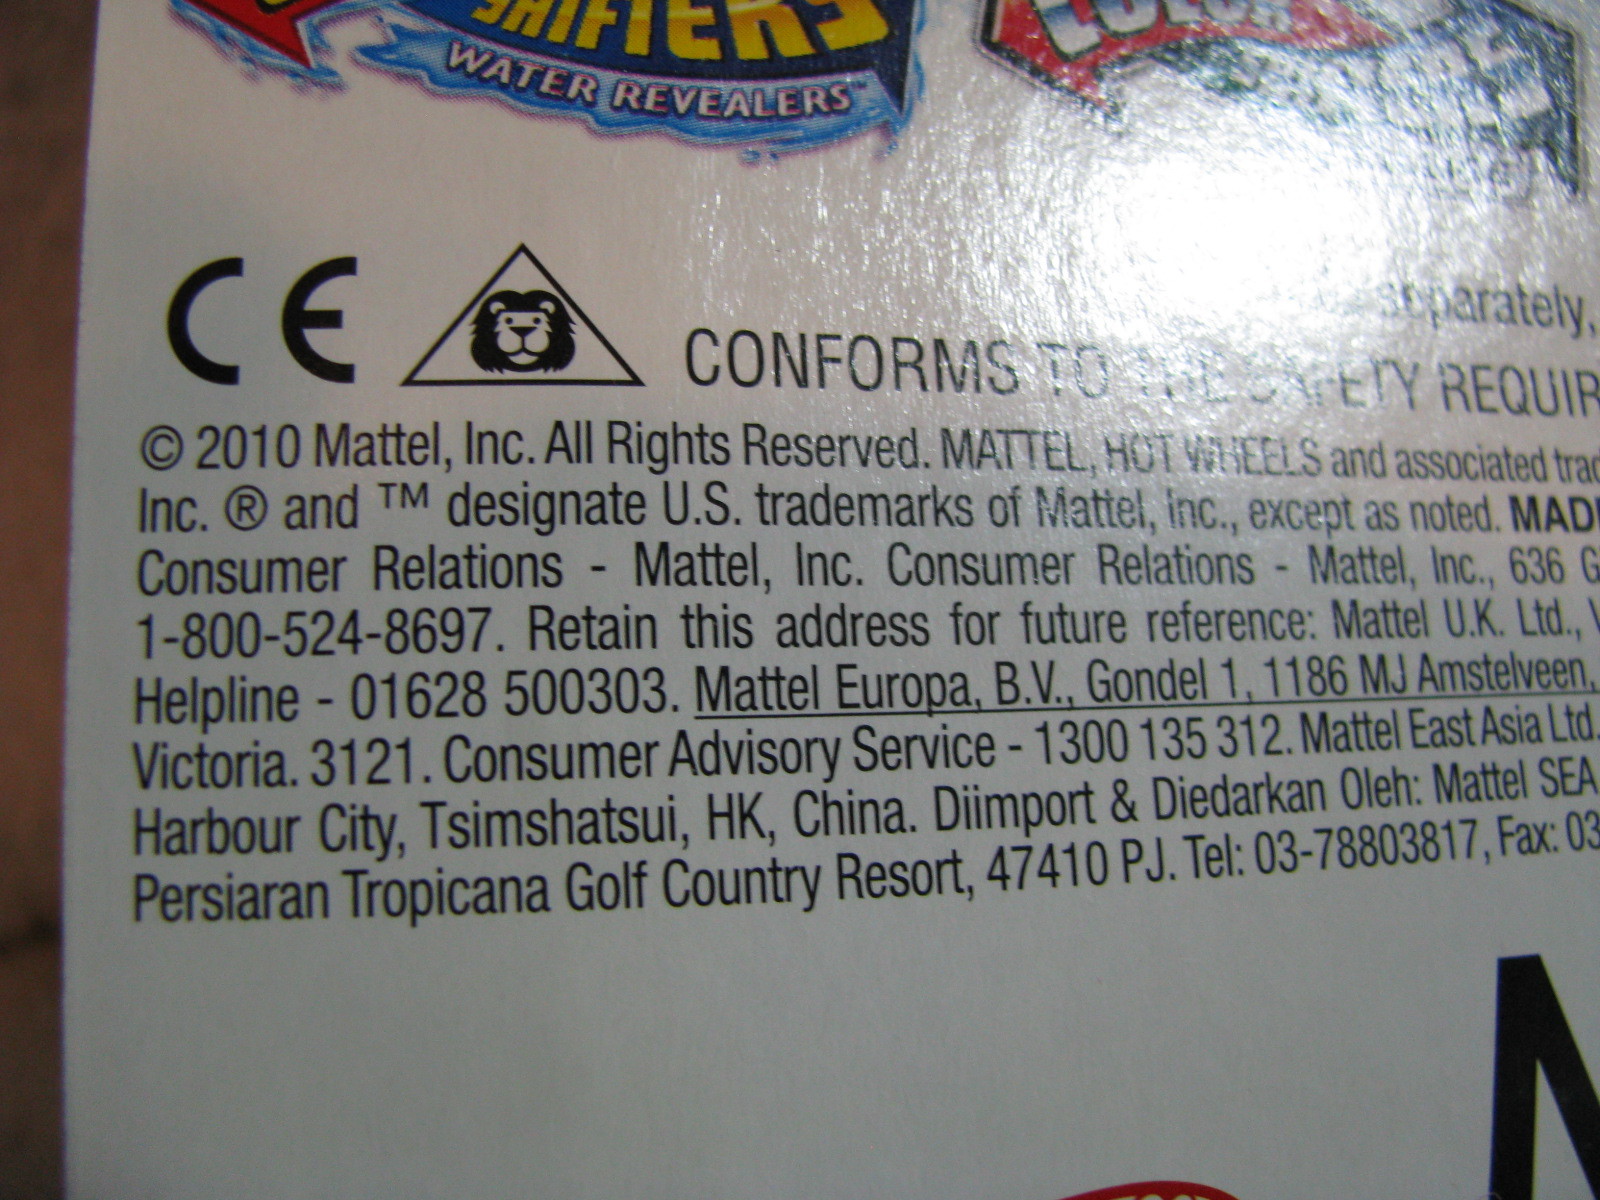 SHIFTERS
WATER REVEALERS™
COLOR
separately,
CE CONFORMS TO THE SAFETY REQUIR
© 2010 Mattel, Inc. All Rights Reserved. MATTEL, HOT WHEELS and associated trad
Inc. ® and ™ designate U.S. trademarks of Mattel, Inc., except as noted. MADE
Consumer Relations - Mattel, Inc. Consumer Relations - Mattel, Inc., 636 G
1-800-524-8697. Retain this address for future reference: Mattel U.K. Ltd., V
Helpline - 01628 500303. Mattel Europa, B.V., Gondel 1, 1186 MJ Amstelveen,
Victoria. 3121. Consumer Advisory Service - 1300 135 312. Mattel East Asia Ltd.
Harbour City, Tsimshatsui, HK, China. Diimport & Diedarkan Oleh: Mattel SEA
Persiaran Tropicana Golf Country Resort, 47410 PJ. Tel: 03-78803817, Fax: 03